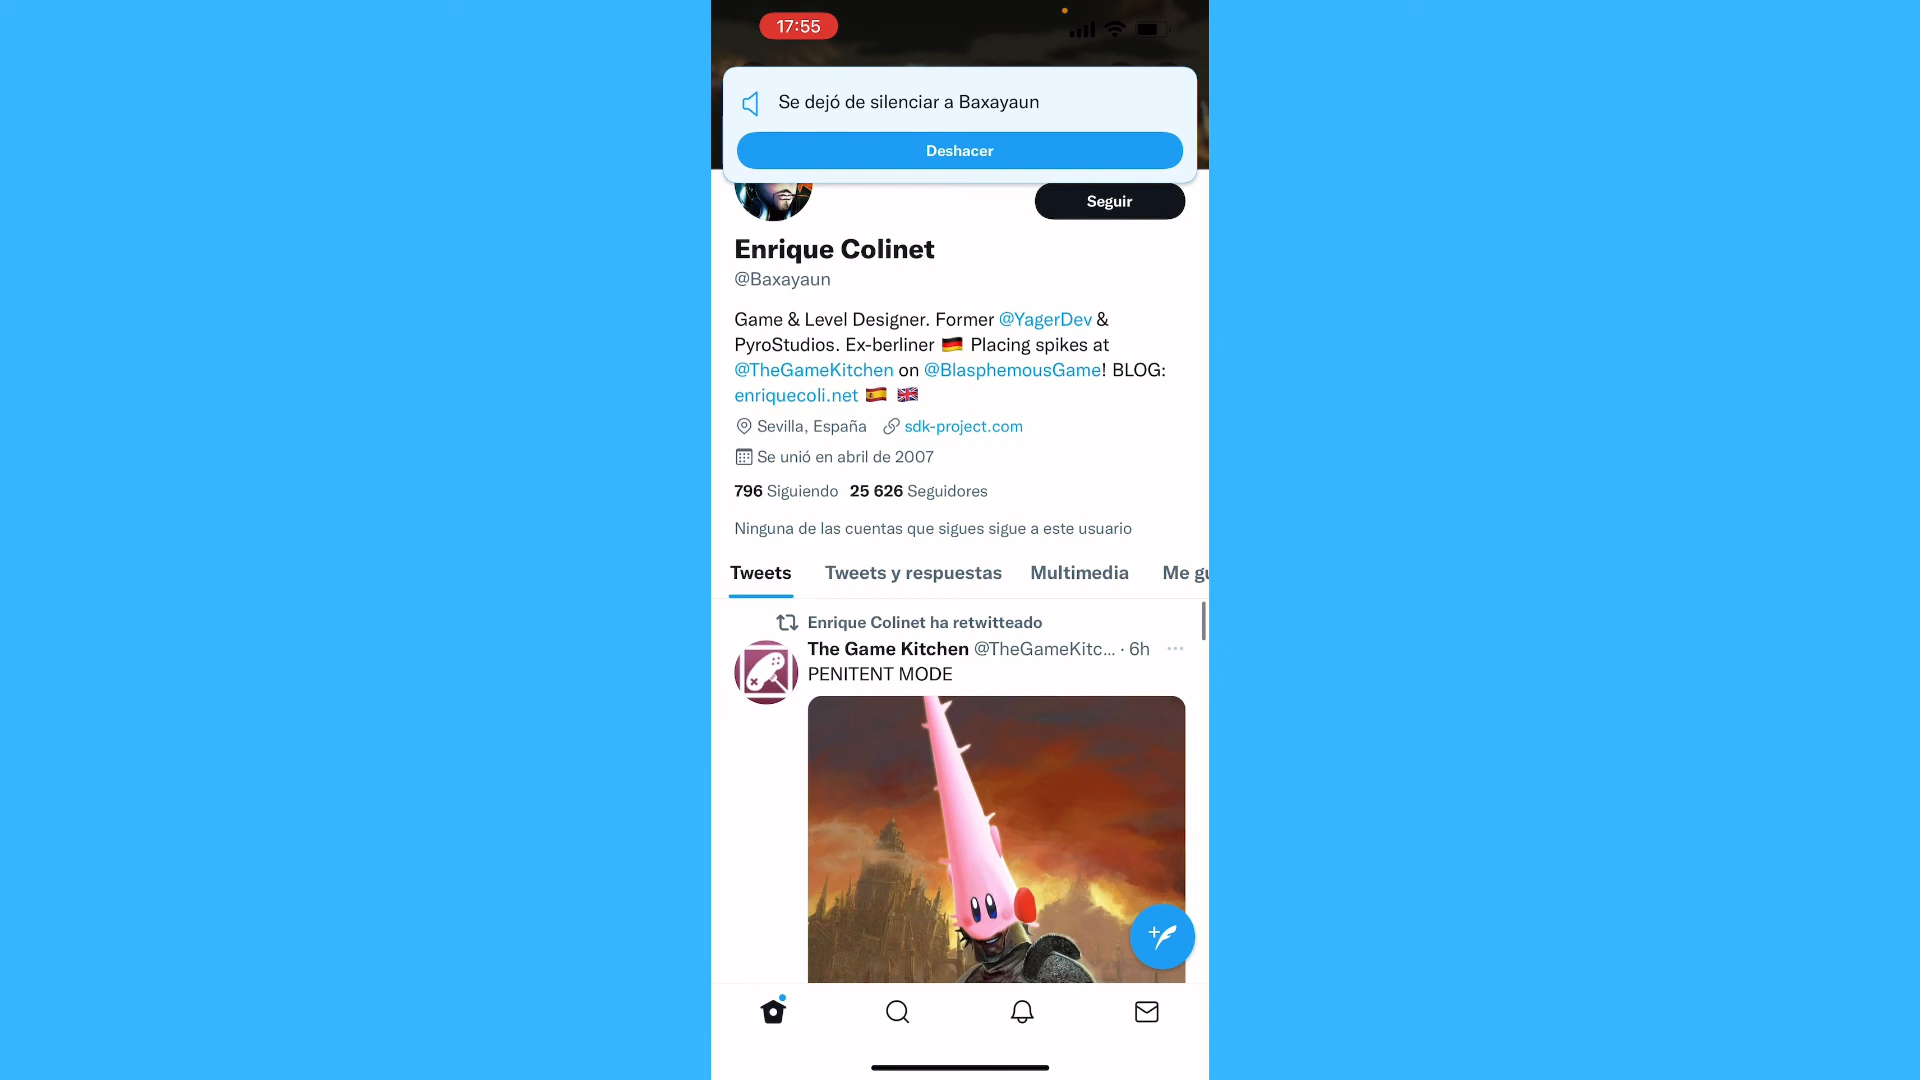 17:55
Se dejó de silenciar a Baxayaun
Deshacer
Seguir
Enrique Colinet
@Baxayaun
Game & Level Designer. Former @YagerDev &
PyroStudios. Ex-berliner 🇩🇪 Placing spikes at
@TheGameKitchen on @BlasphemousGame! BLOG:
enriquecoli.net 🇪🇸 🇬🇧
Sevilla, España sdk-project.com
Se unió en abril de 2007
796 Siguiendo 25 626 Seguidores
Ninguna de las cuentas que sigues sigue a este usuario
Tweets Tweets y respuestas Multimedia Me gu
Enrique Colinet ha retwitteado
The Game Kitchen @TheGameKitc... · 6h
PENITENT MODE